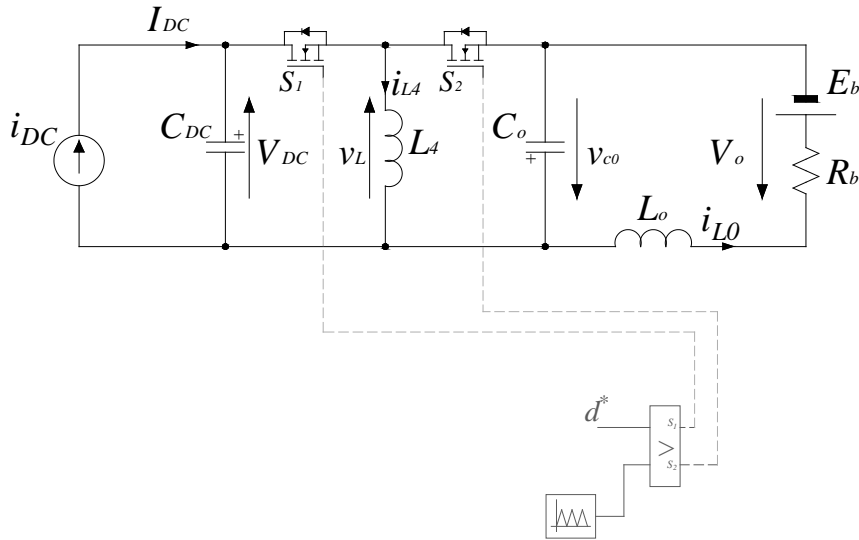 I_DC
S_1
S_2
i_L4
E_b
i_DC
C_DC
+
V_DC
v_L
L_4
C_o
+
v_c0
V_o
R_b
L_o
i_L0
d*
S_1
>
S_2